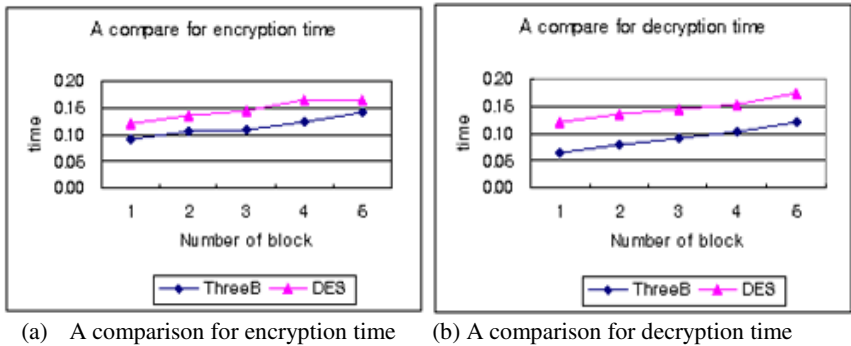 A compare for encryption time
0.20
0.15
0.10
0.05
0.00
time
1 2 3 4 5
Number of block
ThreeB DES
(a) A comparison for encryption time
A compare for decryption time
0.20
0.15
0.10
0.05
0.00
time
1 2 3 4 5
Number of block
ThreeB DES
(b) A comparison for decryption time